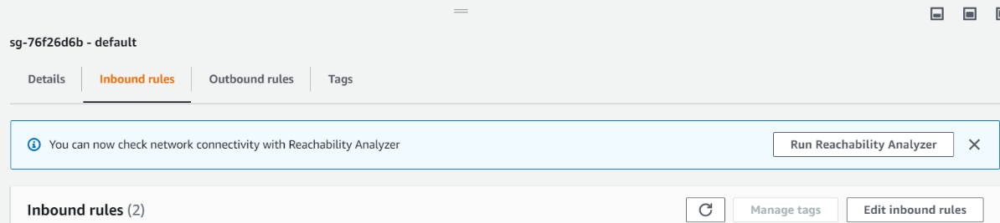 sg-76f26d6b - default
Details Inbound rules Outbound rules Tags
You can now check network connectivity with Reachability Analyzer Run Reachability Analyzer
Inbound rules (2) Manage tags Edit inbound rules